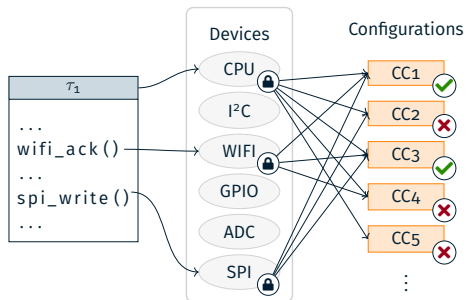 τ1
...
wifi_ack()
...
spi_write()
...
Devices
CPU
I²C
WIFI
GPIO
ADC
SPI
Configurations
CC1
CC2
CC3
CC4
CC5
⋮